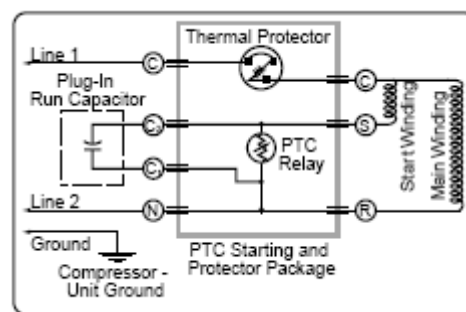 Thermal Protector
Line 1
C
C
Plug-In
Run Capacitor
S
PTC
Relay
Start Winding
Main Winding
Line 2
N
R
Ground
Compressor -
Unit Ground
PTC Starting and
Protector Package